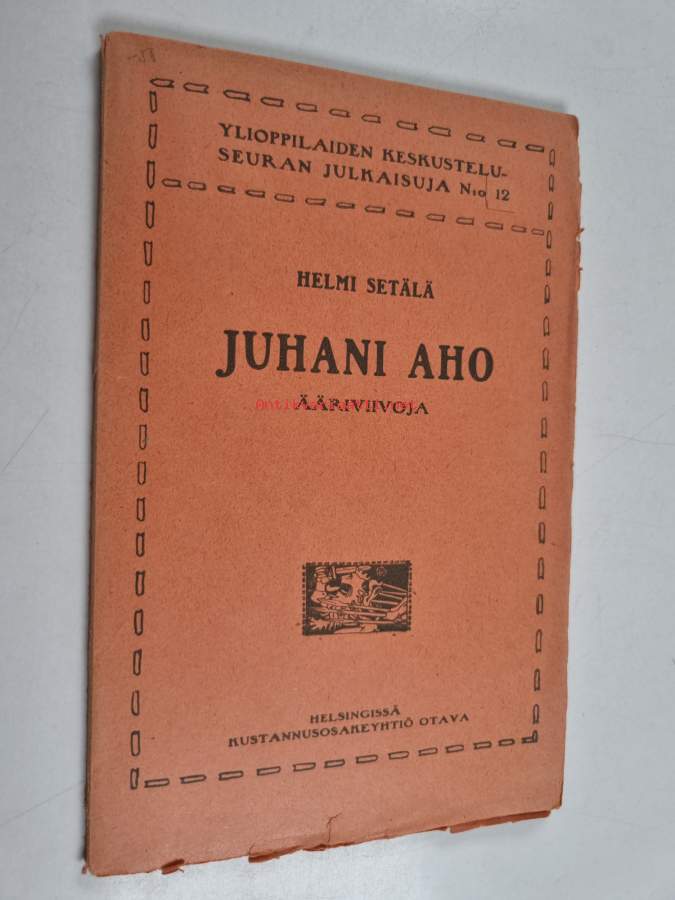 YLIOPPILAIDEN KESKUSTELU-
SEURAN JULKAISUJA N:o 12
HELMI SETÄLÄ
JUHANI AHO
ÄÄRIVIIVOJA
HELSINGISSÄ
KUSTANNUSOSAKEYHTIÖ OTAVA